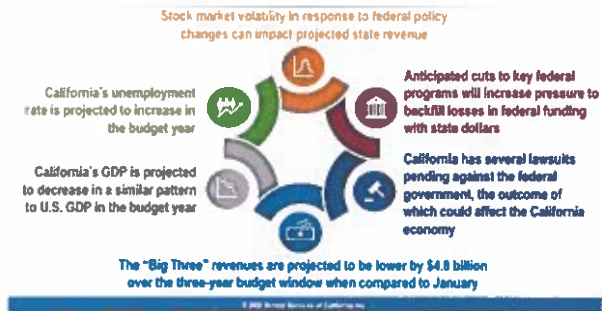 Stock market volatility in response to federal policy
changes can impact projected state revenue
California's unemployment
rate is projected to increase in
the budget year
Anticipated cuts to key federal
programs will increase pressure to
backfill losses in federal funding
with state dollars
California's GDP is projected
to decrease in a similar pattern
to U.S. GDP in the budget year
California has several lawsuits
pending against the federal
government, the outcome of
which could affect the California
economy
The "Big Three" revenues are projected to be lower by $4.8 billion
over the three-year budget window when compared to January
School Services of California Inc.